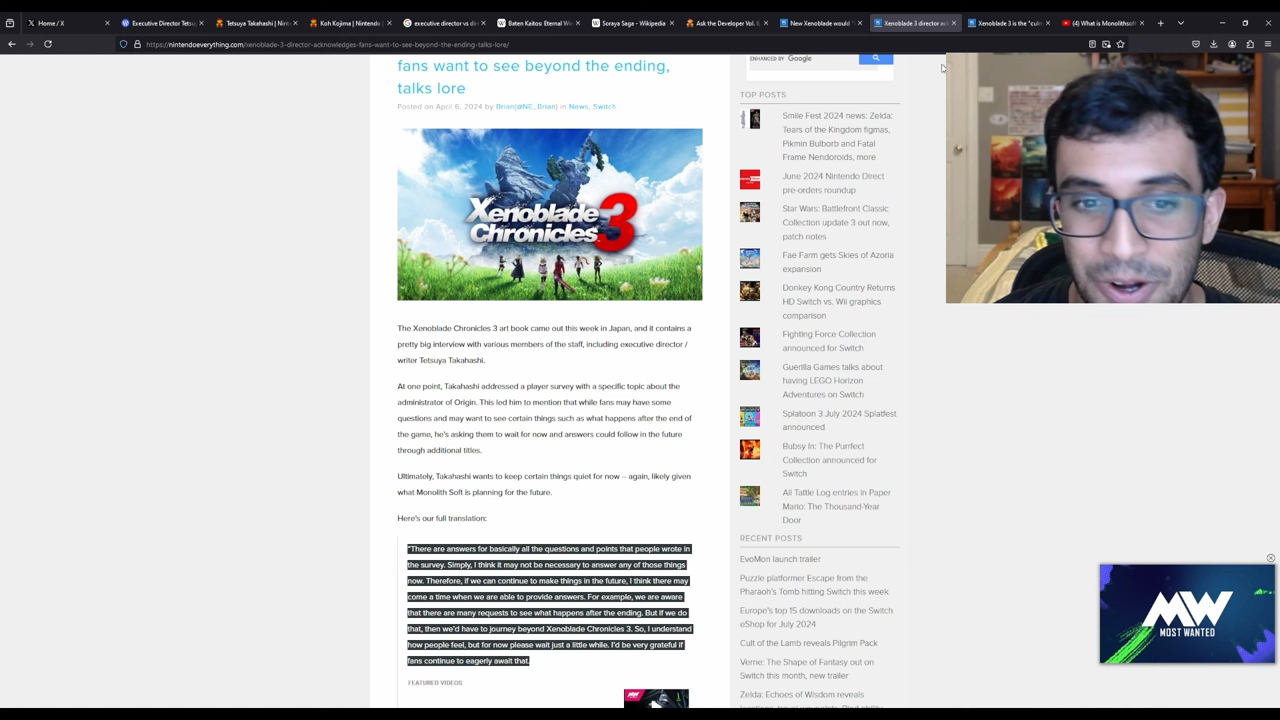 Home / X
Executive Director Tetsu
Tetsuya Takahashi | Nint
Koh Kojima | Nintendo |
executive director vs dir
Baten Kaitos: Eternal Wi
Soraya Saga - Wikipedia
Ask the Developer Vol. 6,
New Xenoblade would
Xenoblade 3 director ack
Xenoblade 3 is the "culm
(4) What is Monolithsoft
https://nintendoeverything.com/xenoblade-3-director-acknowledges-fans-want-to-see-beyond-the-ending-talks-lore/
fans want to see beyond the ending,
talks lore
Posted on April 6, 2024 by Brian(@NE_Brian) in News, Switch
Xenoblade
Chronicles 3
The Xenoblade Chronicles 3 art book came out this week in Japan, and it contains a
pretty big interview with various members of the staff, including executive director /
writer Tetsuya Takahashi.
At one point, Takahashi addressed a player survey with a specific topic about the
administrator of Origin. This led him to mention that while fans may have some
questions and may want to see certain things such as what happens after the end of
the game, he's asking them to wait for now and answers could follow in the future
through additional titles.
Ultimately, Takahashi wants to keep certain things quiet for now – again, likely given
what Monolith Soft is planning for the future.
Here's our full translation:
"There are answers for basically all the questions and points that people wrote in
the survey. Simply, I think it may not be necessary to answer any of those things
now. Therefore, if we can continue to make things in the future, I think there may
come a time when we are able to provide answers. For example, we are aware
that there are many requests to see what happens after the ending. But if we do
that, then we'd have to journey beyond Xenoblade Chronicles 3. So, I understand
how people feel, but for now please wait just a little while. I'd be very grateful if
fans continue to eagerly await that.
FEATURED VIDEOS
MW
ENHANCED BY Google
TOP POSTS
Smile Fest 2024 news: Zelda:
Tears of the Kingdom figmas,
Pikmin Bulborb and Fatal
Frame Nendoroids, more
June 2024 Nintendo Direct
pre-orders roundup
Star Wars: Battlefront Classic
Collection update 3 out now,
patch notes
Fae Farm gets Skies of Azoria
expansion
Donkey Kong Country Returns
HD Switch vs. Wii graphics
comparison
Fighting Force Collection
announced for Switch
Guerilla Games talks about
having LEGO Horizon
Adventures on Switch
Splatoon 3 July 2024 Splatfest
announced
Bubsy In: The Purrfect
Collection announced for
Switch
All Tattle Log entries in Paper
Mario: The Thousand-Year
Door
RECENT POSTS
EvoMon launch trailer
Puzzle platformer Escape from the
Pharaoh's Tomb hitting Switch this week
Europe's top 15 downloads on the Switch
eShop for July 2024
Cult of the Lamb reveals Pilgrim Pack
Verne: The Shape of Fantasy out on
Switch this month, new trailer
Zelda: Echoes of Wisdom reveals
MW
MOST WANTED